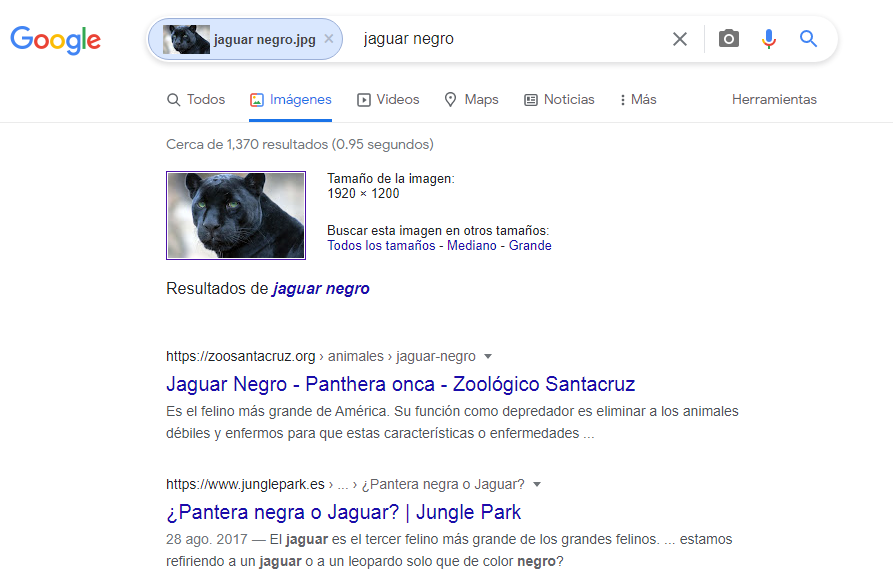 Google
jaguar negro.jpg × jaguar negro
Todos Imágenes Videos Maps Noticias Más Herramientas
Cerca de 1,370 resultados (0.95 segundos)
Tamaño de la imagen:
1920 × 1200
Buscar esta imagen en otros tamaños:
Todos los tamaños - Mediano - Grande
Resultados de jaguar negro
https://zoosantacruz.org › animales › jaguar-negro
Jaguar Negro - Panthera onca - Zoológico Santacruz
Es el felino más grande de América. Su función como depredador es eliminar a los animales
débiles y enfermos para que estas características o enfermedades ...
https://www.junglepark.es › ... › ¿Pantera negra o Jaguar?
¿Pantera negra o Jaguar? | Jungle Park
28 ago. 2017 — El jaguar es el tercer felino más grande de los grandes felinos. ... estamos
refiriendo a un jaguar o a un leopardo solo que de color negro?